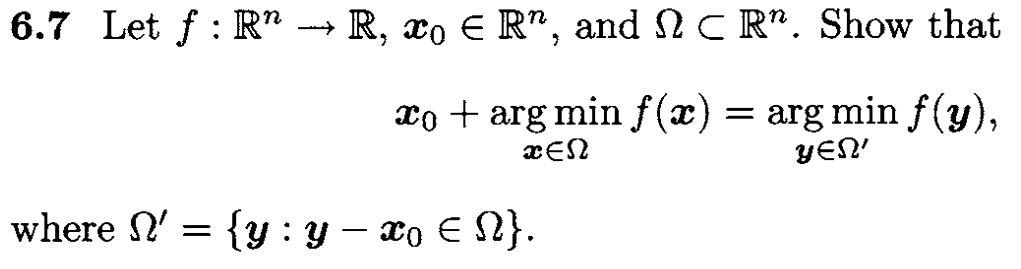 6.7 Let f : ℝⁿ → ℝ, x₀ ∈ ℝⁿ, and Ω ⊂ ℝⁿ. Show that
x₀ + arg min f(x) = arg min f(y),
x∈Ω y∈Ω′
where Ω′ = {y : y − x₀ ∈ Ω}.